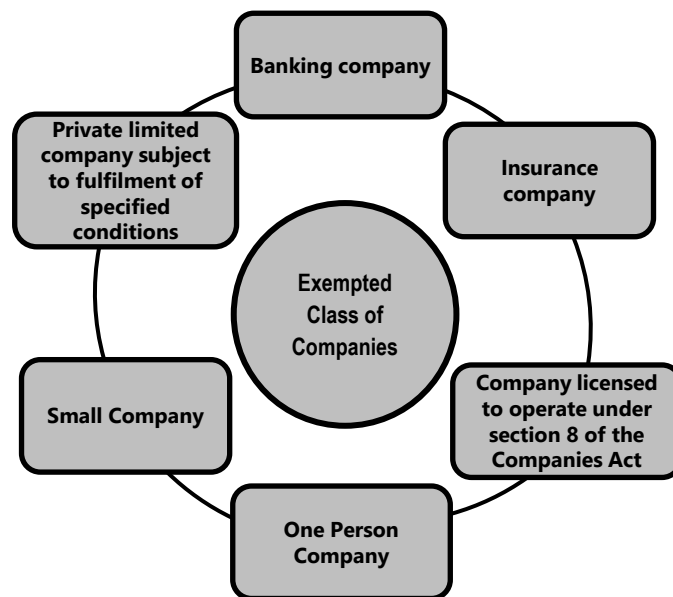 Banking company
Private limited
company subject
to fulfilment of
specified
conditions
Insurance
company
Exempted
Class of
Companies
Small Company
Company licensed
to operate under
section 8 of the
Companies Act
One Person
Company